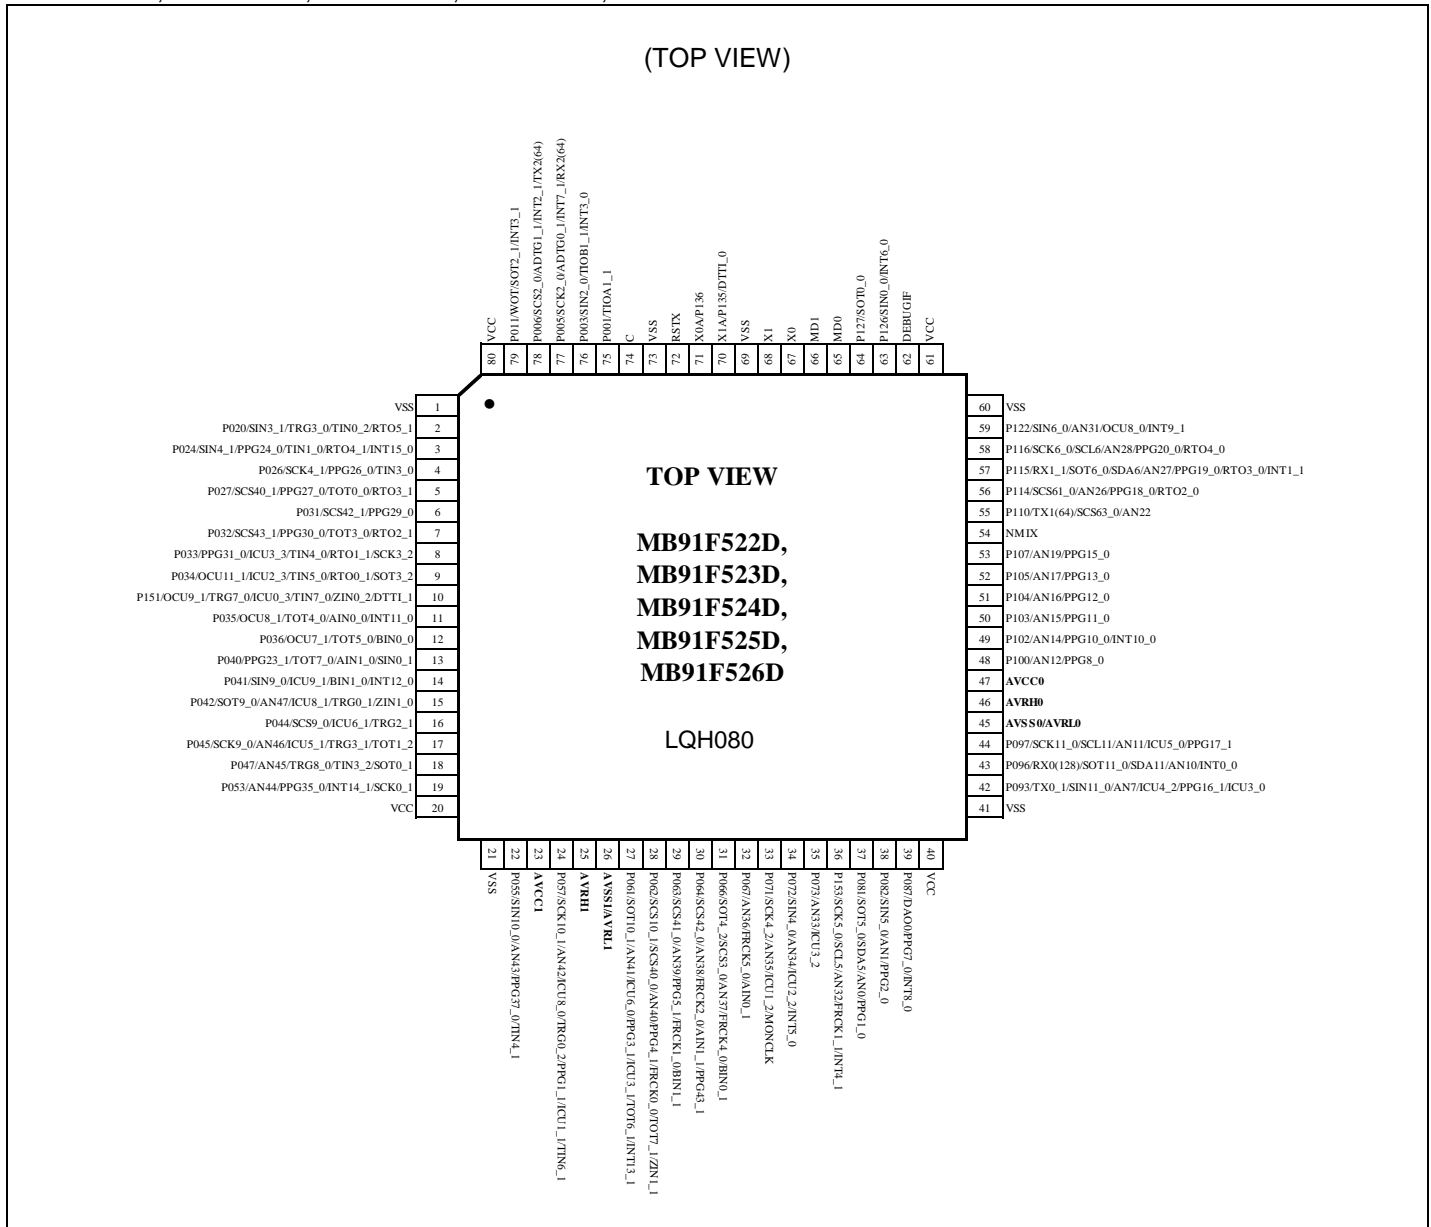 (TOP VIEW)
VCC
P011/WOT/SOT2_1/INT3_1
P006/SCS2_0/ADTG1_1/INT2_1/TX2(64)
P005/SCK2_0/ADTG0_1/INT7_1/RX2(64)
P003/SIN2_0/TIOB1_1/INT3_0
P001/TIOA1_1
C
VSS
RSTX
X0A/P136
X1A/P135/DTTI_0
VSS
X1
X0
MD1
MD0
P127/SOT0_0
P126/SIN0_0/INT6_0
DEBUGIF
VCC
80 79 78 77 76 75 74 73 72 71 70 69 68 67 66 65 64 63 62 61
VSS 1
P020/SIN3_1/TRG3_0/TIN0_2/RTO5_1 2
P024/SIN4_1/PPG24_0/TIN1_0/RTO4_1/INT15_0 3
P026/SCK4_1/PPG26_0/TIN3_0 4
P027/SCS40_1/PPG27_0/TOT0_0/RTO3_1 5
P031/SCS42_1/PPG29_0 6
P032/SCS43_1/PPG30_0/TOT3_0/RTO2_1 7
P033/PPG31_0/ICU3_3/TIN4_0/RTO1_1/SCK3_2 8
P034/OCU11_1/ICU2_3/TIN5_0/RTO0_1/SOT3_2 9
P151/OCU9_1/TRG7_0/ICU0_3/TIN7_0/ZIN0_2/DTTI_1 10
P035/OCU8_1/TOT4_0/AIN0_0/INT11_0 11
P036/OCU7_1/TOT5_0/BIN0_0 12
P040/PPG23_1/TOT7_0/AIN1_0/SIN0_1 13
P041/SIN9_0/ICU9_1/BIN1_0/INT12_0 14
P042/SOT9_0/AN47/ICU8_1/TRG0_1/ZIN1_0 15
P044/SCS9_0/ICU6_1/TRG2_1 16
P045/SCK9_0/AN46/ICU5_1/TRG3_1/TOT1_2 17
P047/AN45/TRG8_0/TIN3_2/SOT0_1 18
P053/AN44/PPG35_0/INT14_1/SCK0_1 19
VCC 20
TOP VIEW
MB91F522D,
MB91F523D,
MB91F524D,
MB91F525D,
MB91F526D
LQH080
60 VSS
59 P122/SIN6_0/AN31/OCU8_0/INT9_1
58 P116/SCK6_0/SCL6/AN28/PPG20_0/RTO4_0
57 P115/RX1_1/SOT6_0/SDA6/AN27/PPG19_0/RTO3_0/INT1_1
56 P114/SCS61_0/AN26/PPG18_0/RTO2_0
55 P110/TX1(64)/SCS63_0/AN22
54 NMIX
53 P107/AN19/PPG15_0
52 P105/AN17/PPG13_0
51 P104/AN16/PPG12_0
50 P103/AN15/PPG11_0
49 P102/AN14/PPG10_0/INT10_0
48 P100/AN12/PPG8_0
47 AVCC0
46 AVRH0
45 AVSS0/AVRL0
44 P097/SCK11_0/SCL11/AN11/ICU5_0/PPG17_1
43 P096/RX0(128)/SOT11_0/SDA11/AN10/INT0_0
42 P093/TX0_1/SIN11_0/AN7/ICU4_2/PPG16_1/ICU3_0
41 VSS
21 22 23 24 25 26 27 28 29 30 31 32 33 34 35 36 37 38 39 40
VSS
P055/SIN10_0/AN43/PPG37_0/TIN4_1
AVCC1
P057/SCK10_1/AN42/ICU8_0/TRG0_2/PPG1_1/ICU1_1/TIN6_1
AVRH1
AVSS1/AVRL1
P061/SOT10_1/AN41/ICU6_0/PPG3_1/ICU3_1/TOT6_1/INT13_1
P062/SCS10_1/SCS40_0/AN40/PPG4_1/FRCK0_0/TOT7_1/ZIN1_1
P063/SCS41_0/AN39/PPG5_1/FRCK1_0/BIN1_1
P064/SCS42_0/AN38/FRCK2_0/AIN1_1/PPG43_1
P066/SOT4_2/SCS3_0/AN37/FRCK4_0/BIN0_1
P067/AN36/FRCK5_0/AIN0_1
P071/SCK4_2/AN35/ICU1_2/MONCLK
P072/SIN4_0/AN34/ICU2_2/INT5_0
P073/AN33/ICU3_2
P153/SCK5_0/SCL5/AN32/FRCK1_1/INT4_1
P081/SOT5_0/SDA5/AN0/PPG1_0
P082/SIN5_0/AN1/PPG2_0
P087/DAO0/PPG7_0/INT8_0
VCC